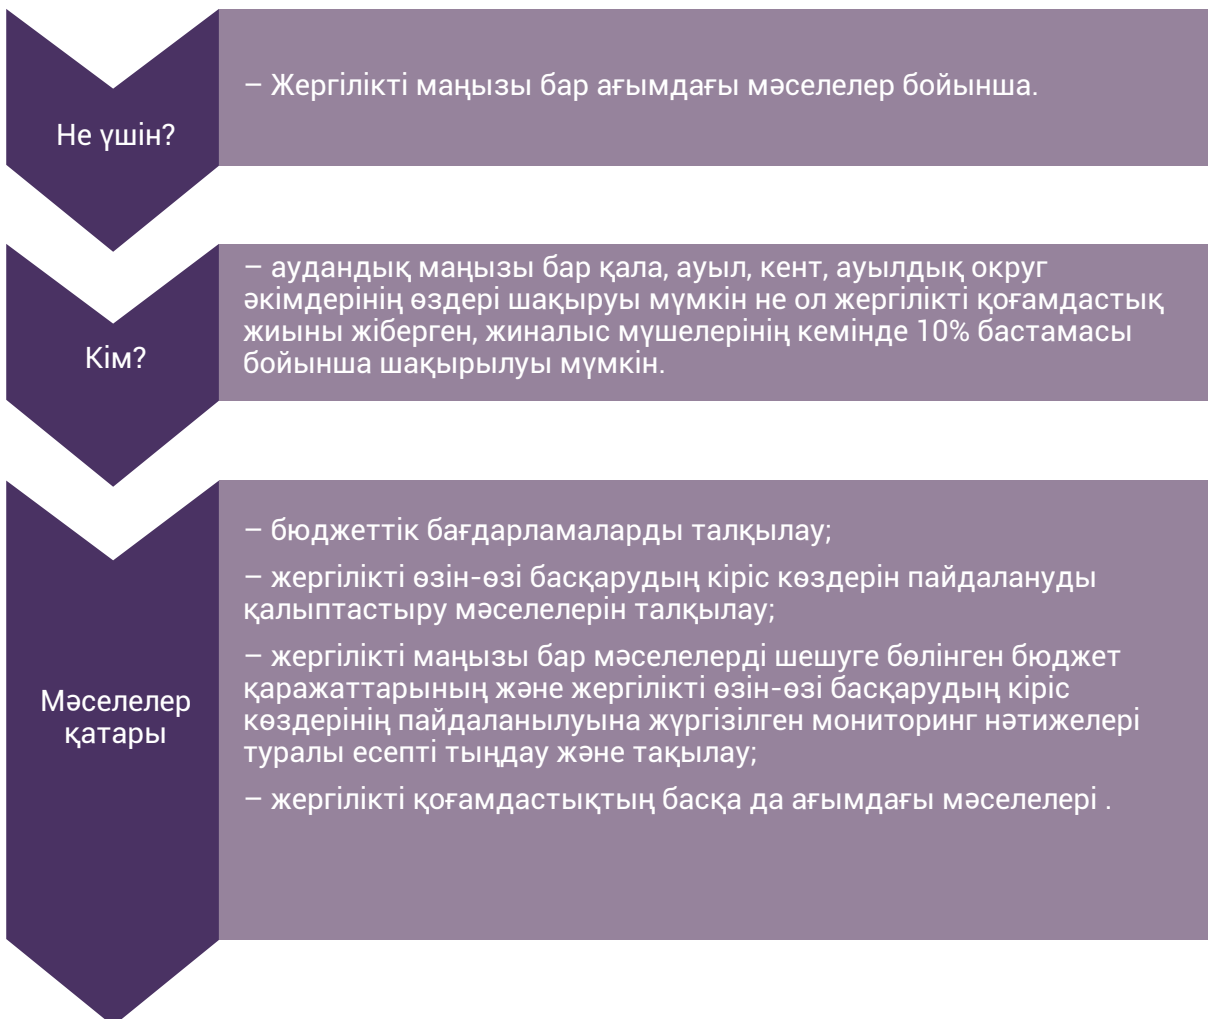 Не үшін?
– Жергілікті маңызы бар ағымдағы мәселелер бойынша.
Кім?
– аудандық маңызы бар қала, ауыл, кент, ауылдық округ
әкімдерінің өздері шақыруы мүмкін не ол жергілікті қоғамдастық
жиыны жіберген, жиналыс мүшелерінің кемінде 10% бастамасы
бойынша шақырылуы мүмкін.
Мәселелер
қатары
– бюджеттік бағдарламаларды талқылау;
– жергілікті өзін-өзі басқарудың кіріс көздерін пайдалануды
қалыптастыру мәселелерін талқылау;
– жергілікті маңызы бар мәселелерді шешуге бөлінген бюджет
қаражаттарының және жергілікті өзін-өзі басқарудың кіріс
көздерінің пайдаланылуына жүргізілген мониторинг нәтижелері
туралы есепті тыңдау және тақылау;
– жергілікті қоғамдастықтың басқа да ағымдағы мәселелері .